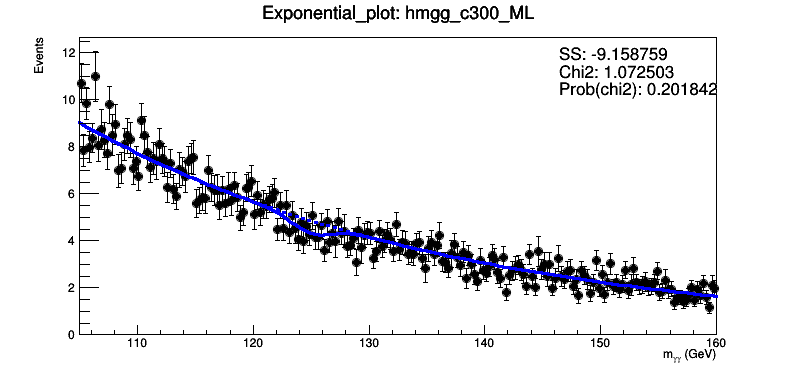 Exponential_plot: hmgg_c300_ML
Events
SS: -9.158759
Chi2: 1.072503
Prob(chi2): 0.201842
12
10
8
6
4
2
0
110 120 130 140 150 160
m_γγ (GeV)